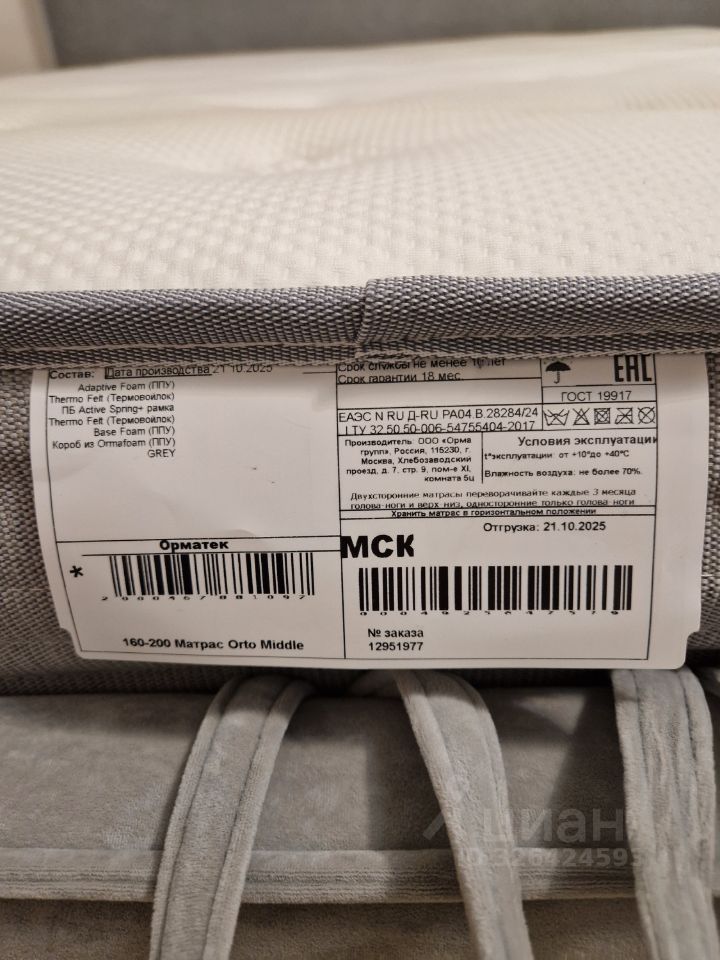 Состав: Дата производства 21.10.2025
Adaptive Foam (ППУ)
Thermo Felt (Термовойлок)
ПБ Active Spring+ рамка
Thermo Felt (Термовойлок)
Base Foam (ППУ)
Короб из Ormafoam (ППУ)
GREY
Срок службы не менее 10 лет
Срок гарантии 18 мес.
EAC
ГОСТ 19917
ЕАЭС N RU Д-RU РА04.В.28284/24
ТУ 32.50.50-006-54755404-2017
Производитель: ООО «Орма
групп», Россия, 115230, г.
Москва, Хлебозаводский
проезд, д. 7, стр. 9, пом-е XI,
комната 5ц
Условия эксплуатации
t°эксплуатации: от +10°до +40°С
Влажность воздуха: не более 70%.
Двухсторонние матрасы переворачивайте каждые 3 месяца
голова-ноги и верх-низ, односторонние только голова-ноги
Хранить матрас в горизонтальном положении
Отгрузка: 21.10.2025
Орматек
МСК
*
160-200 Матрас Orto Middle
№ заказа
12951977
циан